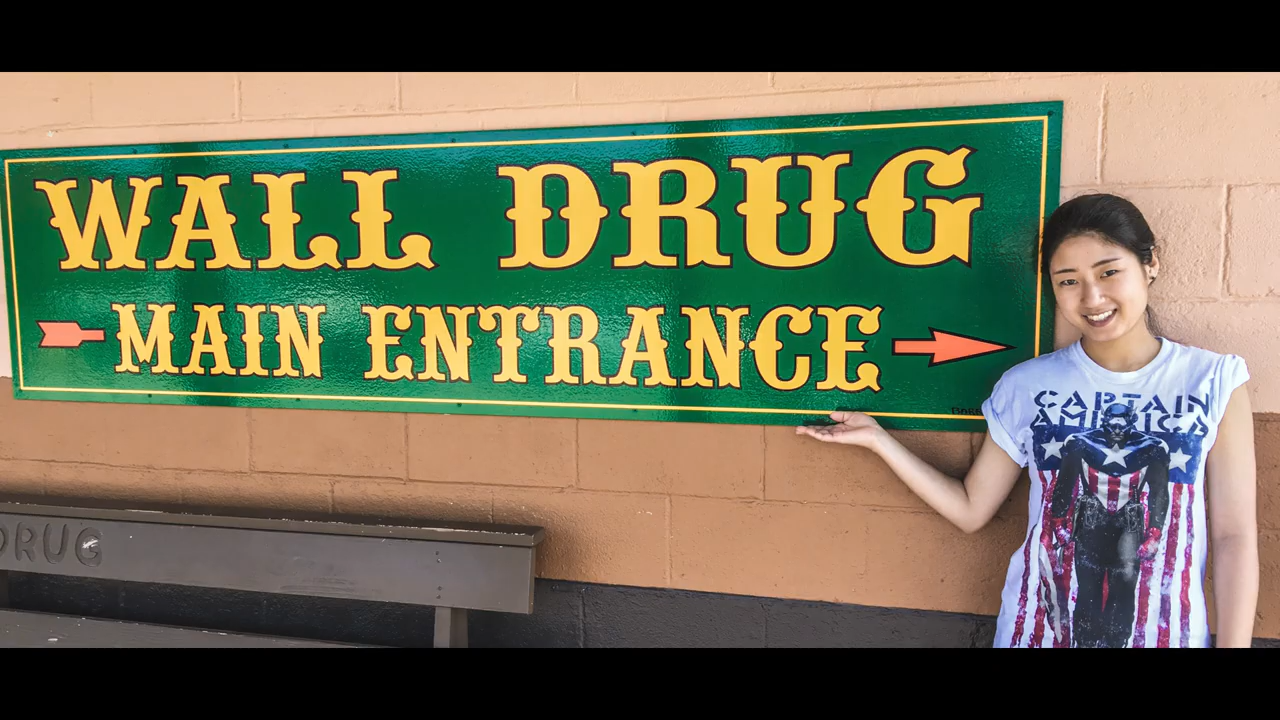 WALL DRUG
MAIN ENTRANCE
DRUG
CAPTAIN
AMERICA